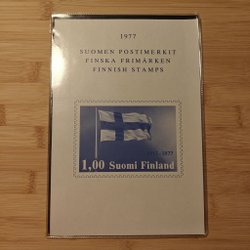 1977
SUOMEN POSTIMERKIT
FINSKA FRIMÄRKEN
FINNISH STAMPS
1917-1977
1,00 Suomi Finland